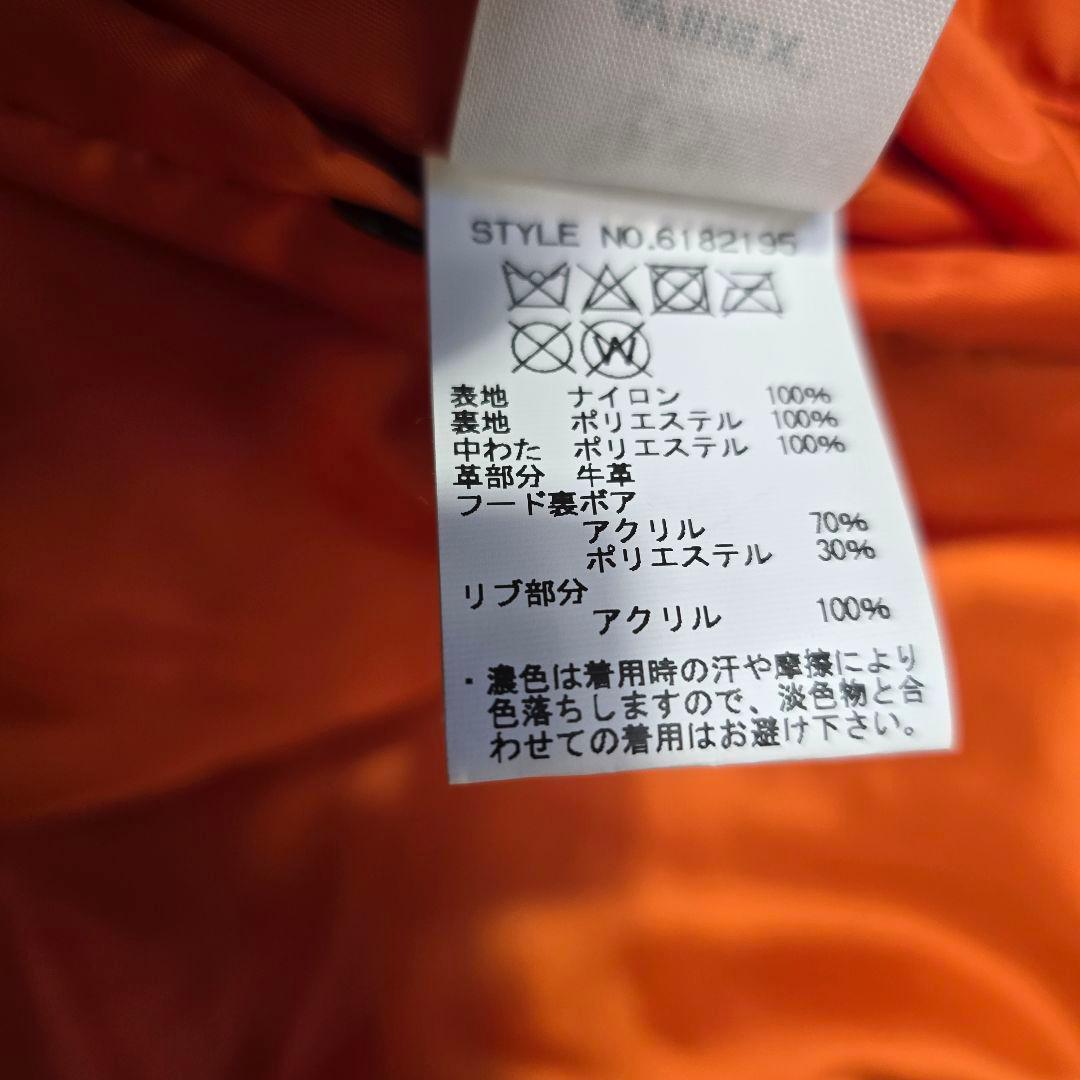 STYLE NO.6182195
W
表地 ナイロン 100%
裏地 ポリエステル 100%
中わた ポリエステル 100%
革部分 牛革
フード裏ボア
アクリル 70%
ポリエステル 30%
リブ部分
アクリル 100%
・濃色は着用時の汗や摩擦により
色落ちしますので、淡色物と合
わせての着用はお避け下さい。